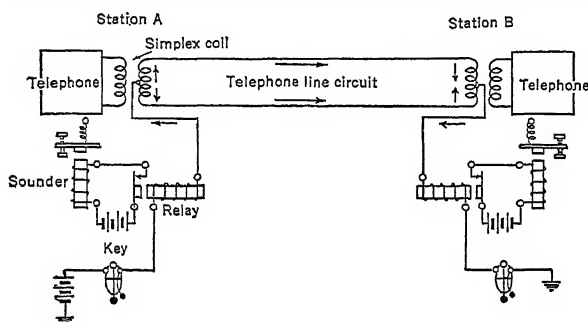 Station A
Station B
Simplex coil
Telephone
Telephone line circuit
Telephone
Sounder
Relay
Key